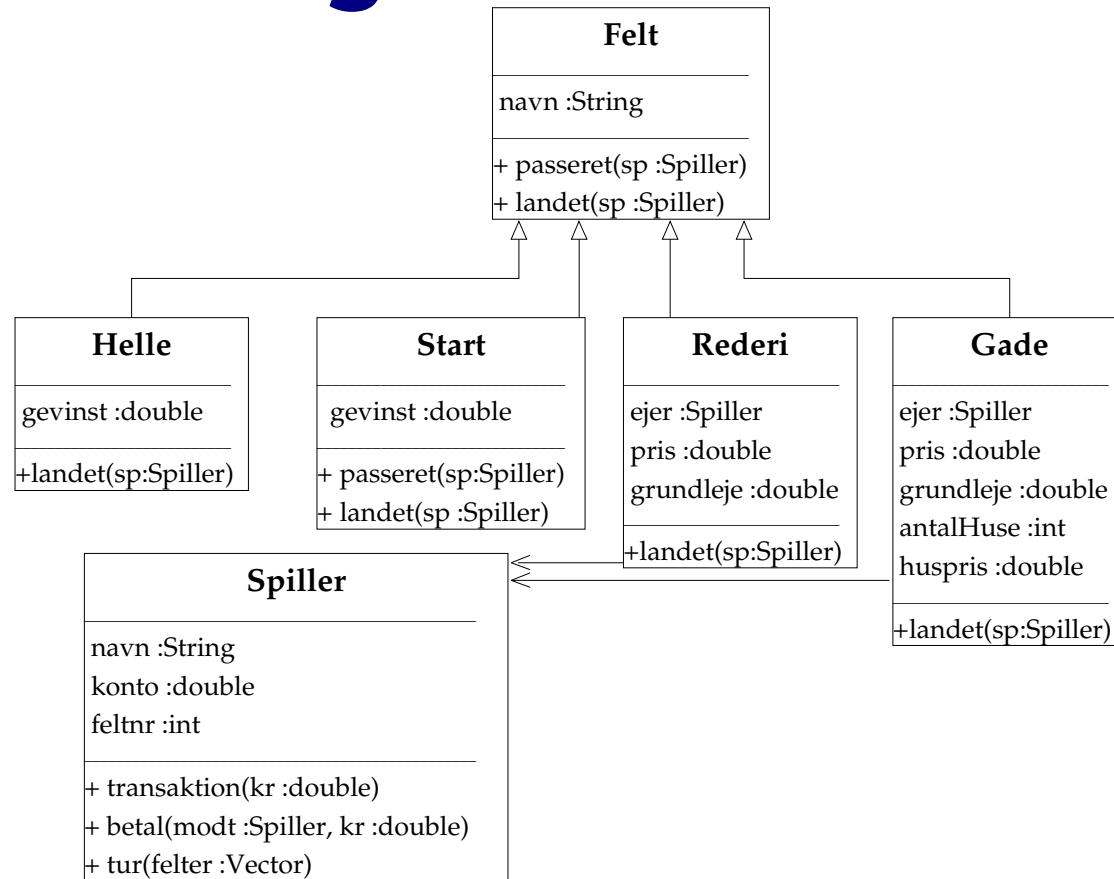 Felt
navn :String
+ passeret(sp :Spiller)
+ landet(sp :Spiller)
Helle
gevinst :double
+landet(sp:Spiller)
Start
gevinst :double
+ passeret(sp:Spiller)
+ landet(sp :Spiller)
Rederi
ejer :Spiller
pris :double
grundleje :double
+landet(sp:Spiller)
Gade
ejer :Spiller
pris :double
grundleje :double
antalHuse :int
huspris :double
+landet(sp:Spiller)
Spiller
navn :String
konto :double
feltnr :int
+ transaktion(kr :double)
+ betal(modt :Spiller, kr :double)
+ tur(felter :Vector)